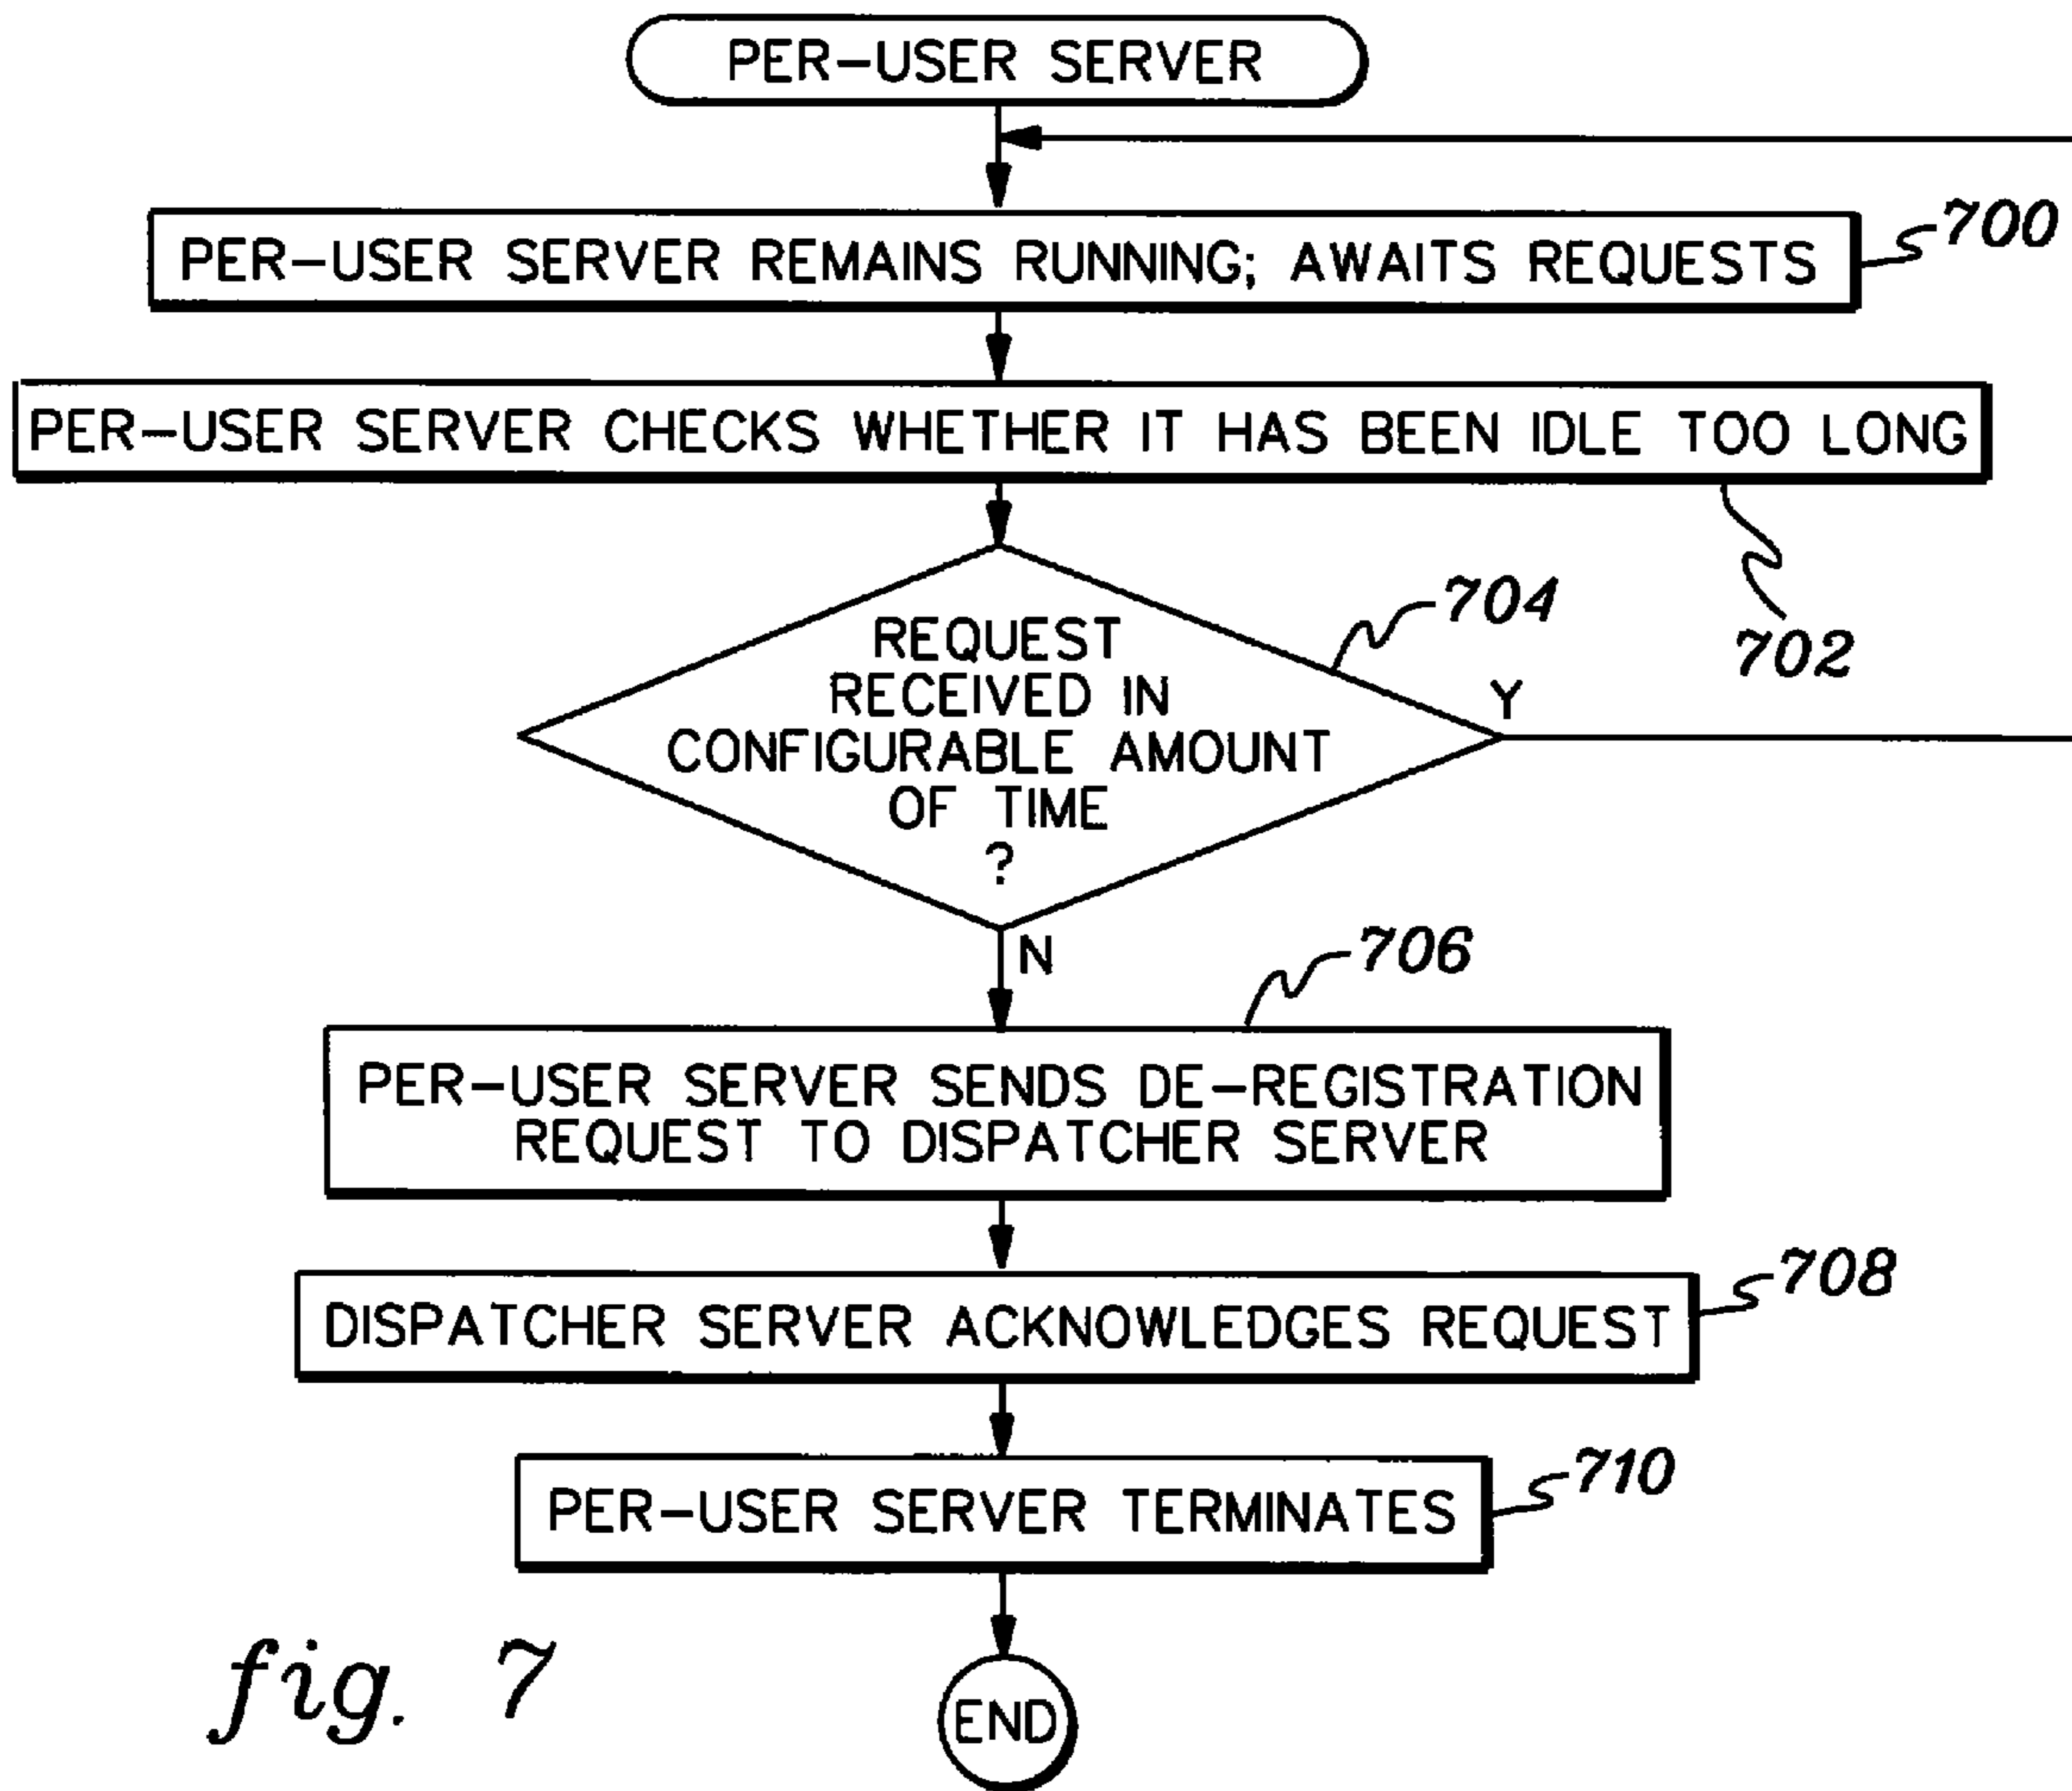 PER-USER SERVER
PER-USER SERVER REMAINS RUNNING; AWAITS REQUESTS
700
PER-USER SERVER CHECKS WHETHER IT HAS BEEN IDLE TOO LONG
702
REQUEST
RECEIVED IN
CONFIGURABLE AMOUNT
OF TIME
?
704
Y
N
706
PER-USER SERVER SENDS DE-REGISTRATION
REQUEST TO DISPATCHER SERVER
DISPATCHER SERVER ACKNOWLEDGES REQUEST
708
PER-USER SERVER TERMINATES
710
END
fig. 7